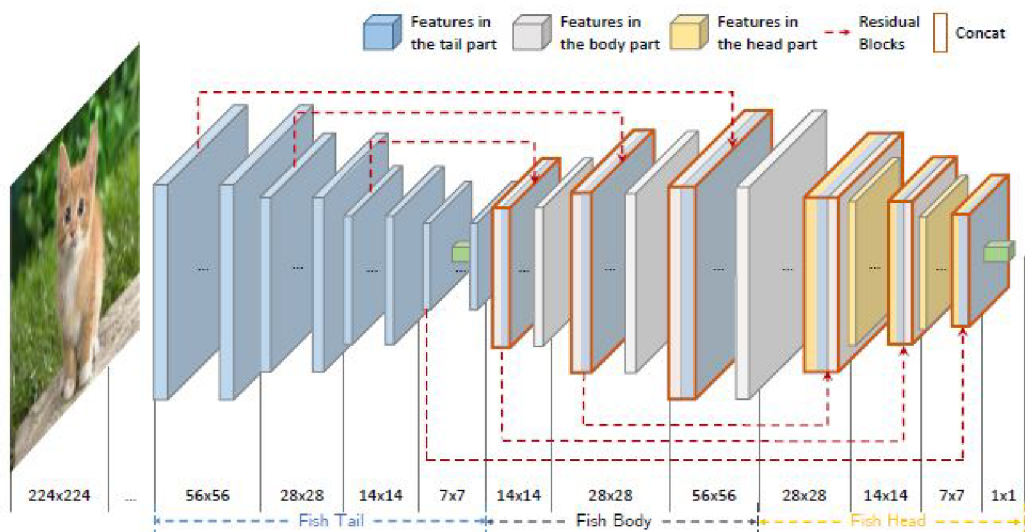 Features in the tail part
Features in the body part
Features in the head part
Residual Blocks
Concat
....
....
....
....
....
....
....
....
....
....
224x224
...
56x56
28x28
14x14
7x7
14x14
28x28
56x56
28x28
14x14
7x7
1x1
Fish Tail
Fish Body
Fish Head